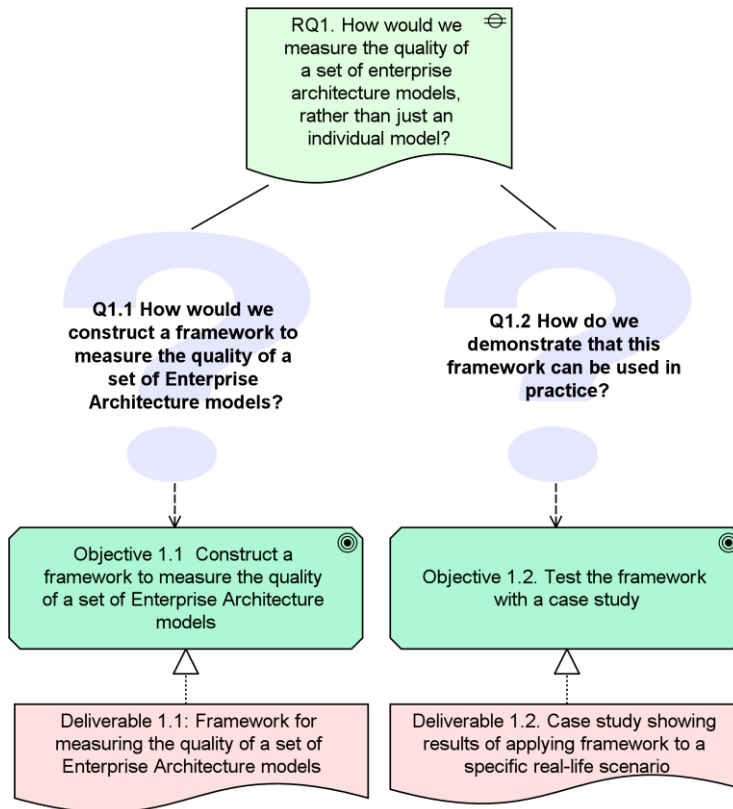 RQ1. How would we
measure the quality of
a set of enterprise
architecture models,
rather than just an
individual model?
Q1.1 How would we
construct a framework to
measure the quality of a
set of Enterprise
Architecture models?
Q1.2 How do we
demonstrate that this
framework can be used in
practice?
Objective 1.1 Construct a
framework to measure the quality
of a set of Enterprise Architecture
models
Objective 1.2. Test the framework
with a case study
Deliverable 1.1: Framework for
measuring the quality of a set of
Enterprise Architecture models
Deliverable 1.2. Case study showing
results of applying framework to a
specific real-life scenario